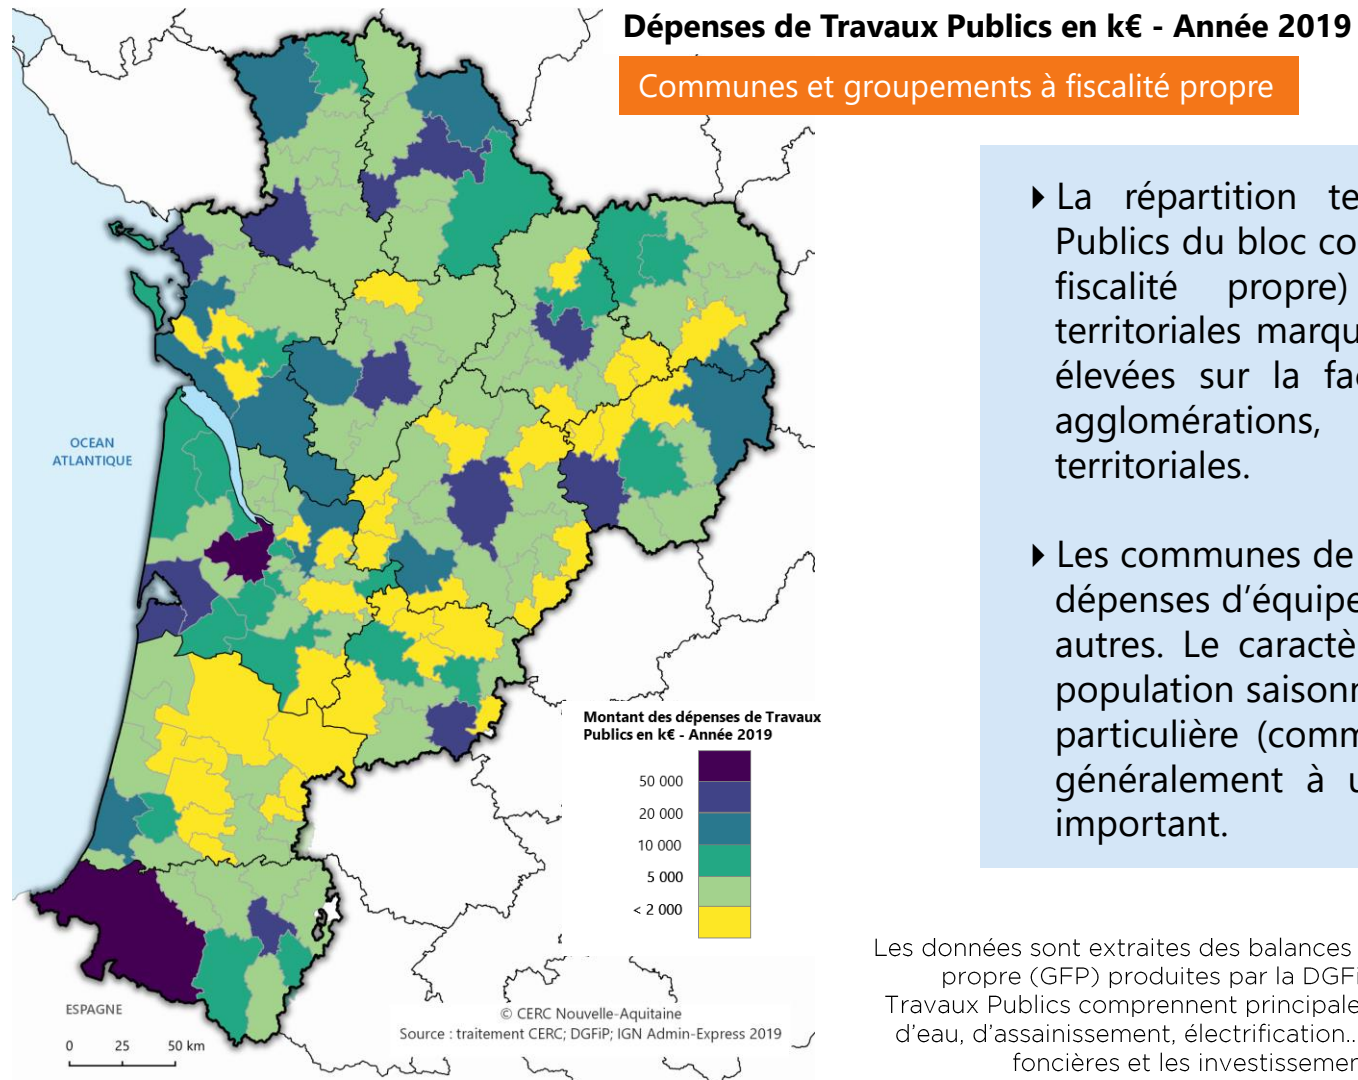 Dépenses de Travaux Publics en k€ - Année 2019
Communes et groupements à fiscalité propre
La répartition te
Publics du bloc co
fiscalité propre)
territoriales marqu
élevées sur la fa
agglomérations,
territoriales.
Les communes de
dépenses d’équipe
autres. Le caractè
population saisonn
particulière (comm
généralement à u
important.
OCEAN
ATLANTIQUE
Montant des dépenses de Travaux
Publics en k€ - Année 2019
50 000
20 000
10 000
5 000
< 2 000
ESPAGNE
0 25 50 km
© CERC Nouvelle-Aquitaine
Source : traitement CERC; DGFiP; IGN Admin-Express 2019
Les données sont extraites des balances
propre (GFP) produites par la DGFi
Travaux Publics comprennent principale
d’eau, d’assainissement, électrification..
foncières et les investissemen